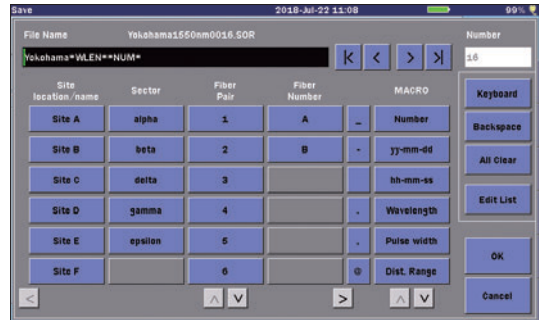 Save 2018-Jul-22 11:08 99%
File Name Yokohama1550nm0016.SOR Number
Yokohama*WLEN**NUM* |< < > >| 16
Site location/name Sector Fiber Pair Fiber Number MACRO Keyboard
Site A alpha 1 A _ Number Backspace
Site B beta 2 B - yy-mm-dd All Clear
Site C delta 3 hh-mm-ss
Site D gamma 4 , Wavelength Edit List
Site E epsilon 5 . Pulse width OK
Site F 6 @ Dist. Range
< ∧ ∨ > ∧ ∨ Cancel